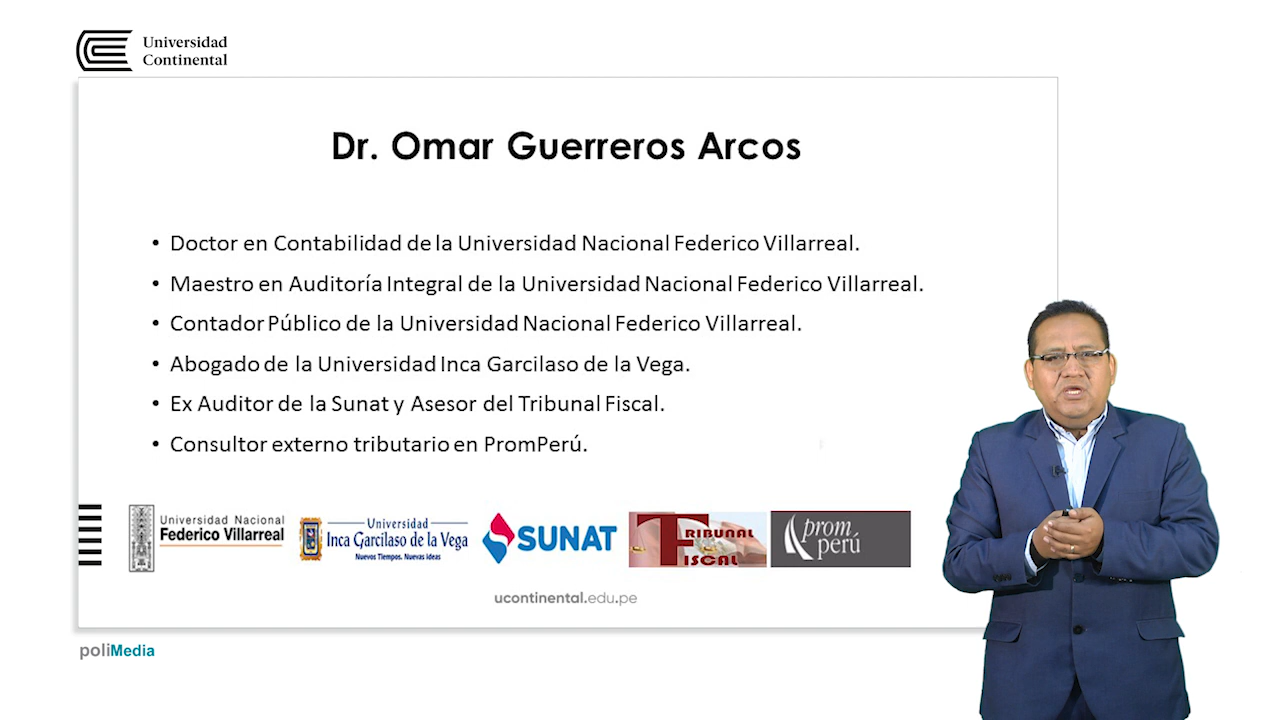 Universidad
Continental
Dr. Omar Guerreros Arcos
• Doctor en Contabilidad de la Universidad Nacional Federico Villarreal.
• Maestro en Auditoría Integral de la Universidad Nacional Federico Villarreal.
• Contador Público de la Universidad Nacional Federico Villarreal.
• Abogado de la Universidad Inca Garcilaso de la Vega.
• Ex Auditor de la Sunat y Asesor del Tribunal Fiscal.
• Consultor externo tributario en PromPerú.
Universidad Nacional
Federico Villarreal
Universidad
Inca Garcilaso de la Vega
Nuevos Tiempos. Nuevas Ideas
SUNAT
TRIBUNAL
FISCAL
prom
perú
ucontinental.edu.pe
poliMedia